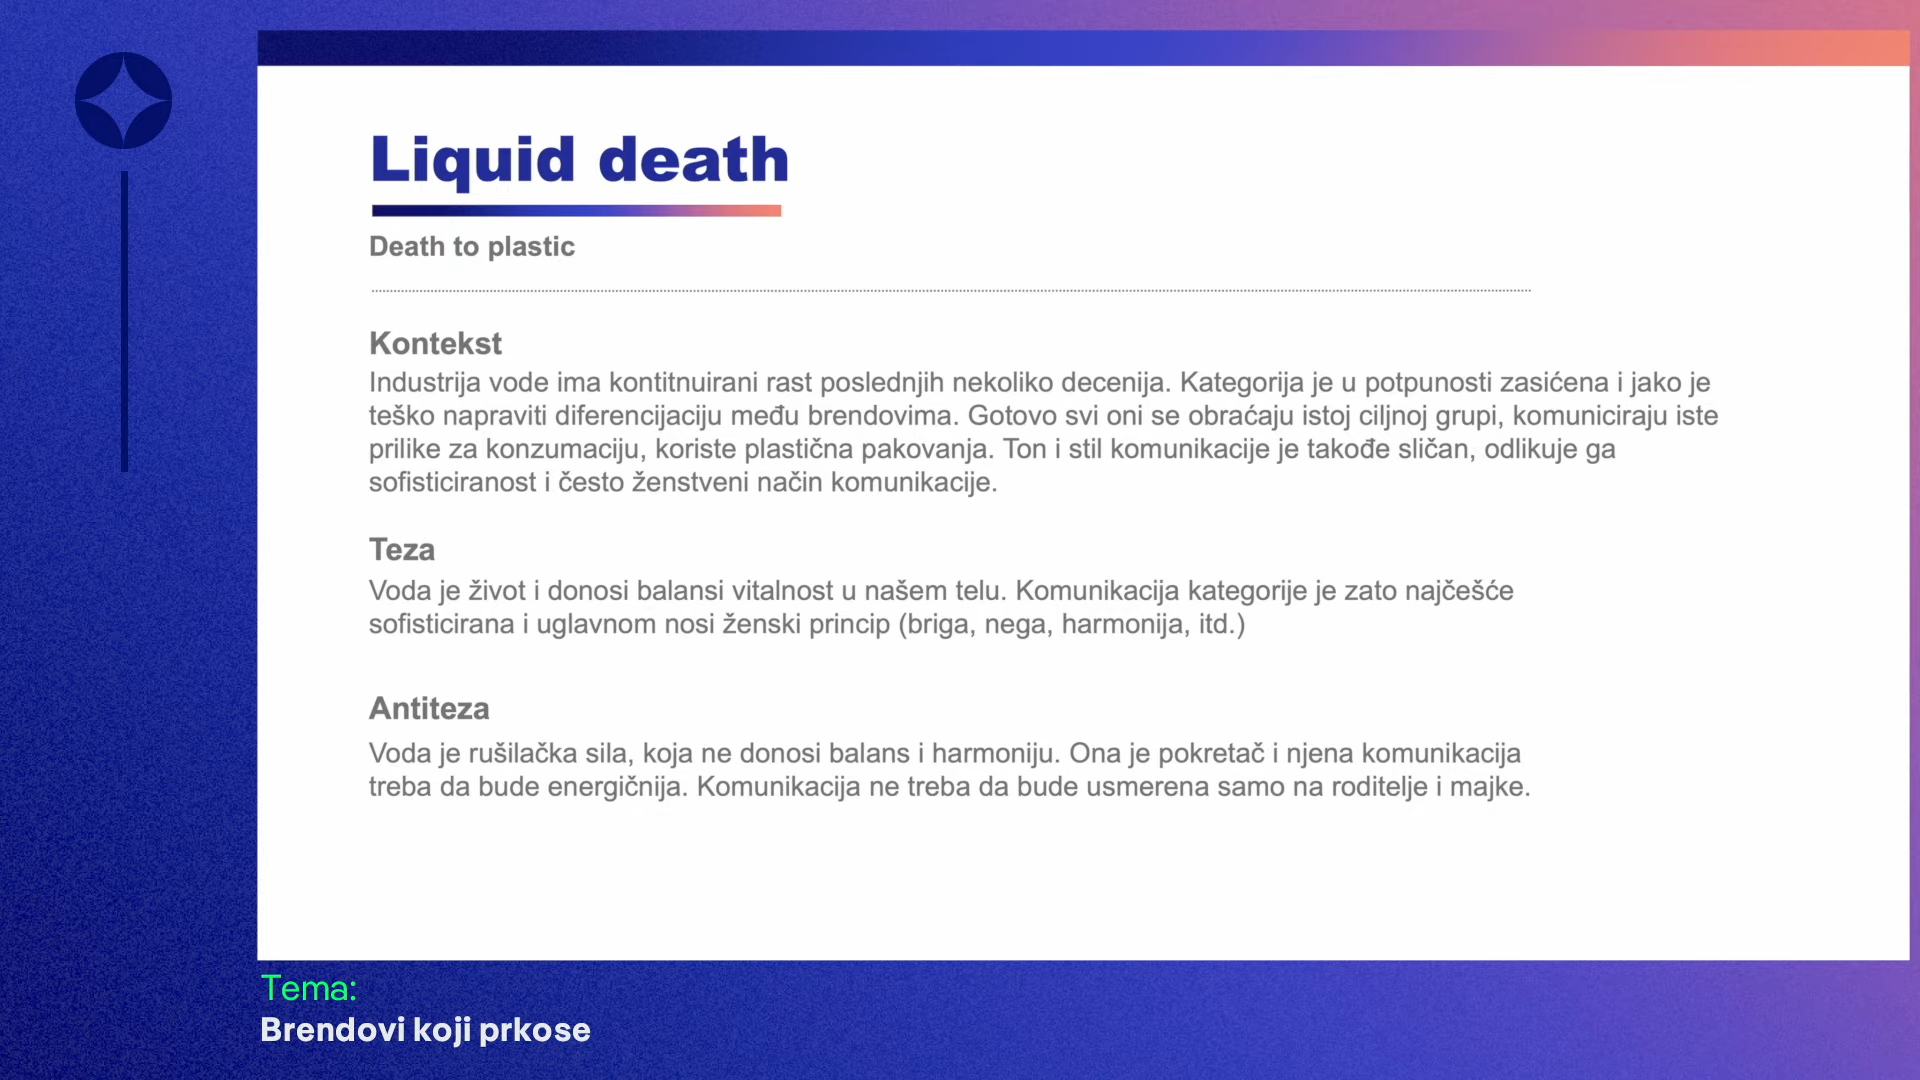 Liquid death
Death to plastic
Kontekst
Industrija vode ima kontitnuirani rast poslednjih nekoliko decenija. Kategorija je u potpunosti zasićena i jako je
teško napraviti diferencijaciju među brendovima. Gotovo svi oni se obraćaju istoj ciljnoj grupi, komuniciraju iste
prilike za konzumaciju, koriste plastična pakovanja. Ton i stil komunikacije je takođe sličan, odlikuje ga
sofisticiranost i često ženstveni način komunikacije.
Teza
Voda je život i donosi balansi vitalnost u našem telu. Komunikacija kategorije je zato najčešće
sofisticirana i uglavnom nosi ženski princip (briga, nega, harmonija, itd.)
Antiteza
Voda je rušilačka sila, koja ne donosi balans i harmoniju. Ona je pokretač i njena komunikacija
treba da bude energičnija. Komunikacija ne treba da bude usmerena samo na roditelje i majke.
Tema:
Brendovi koji prkose